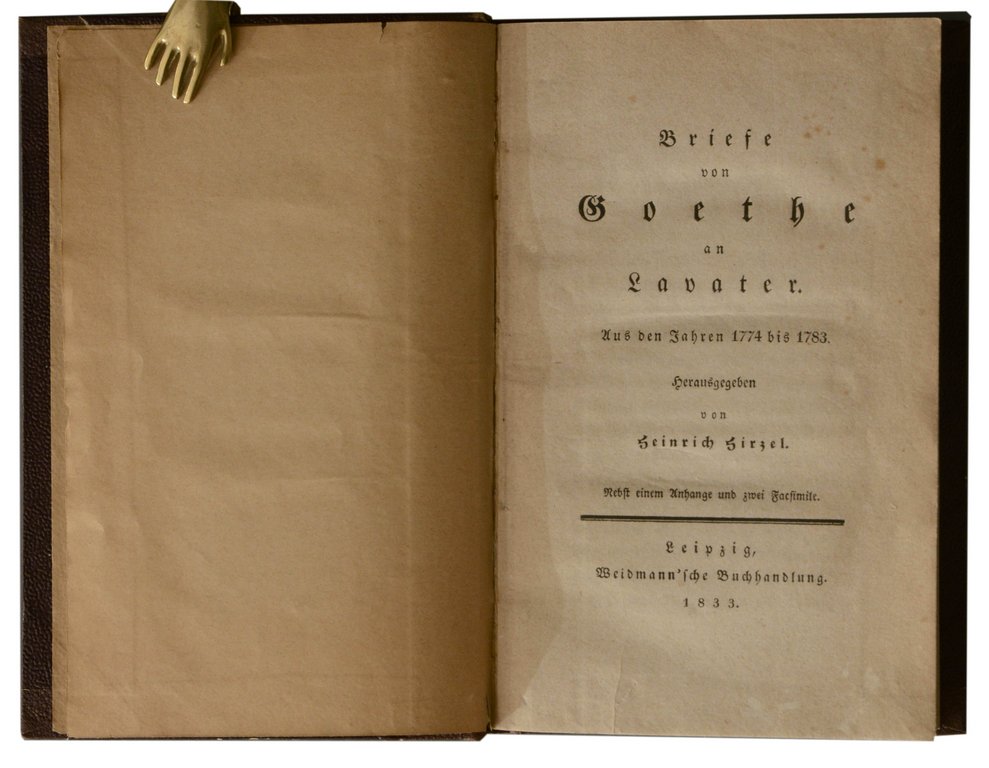 Briefe
von
Goethe
an
Lavater.
Aus den Jahren 1774 bis 1783.
Herausgegeben
von
Heinrich Hirzel.
Nebst einem Anhange und zwei Facsimile.
Leipzig,
Weidmann'sche Buchhandlung.
1833.